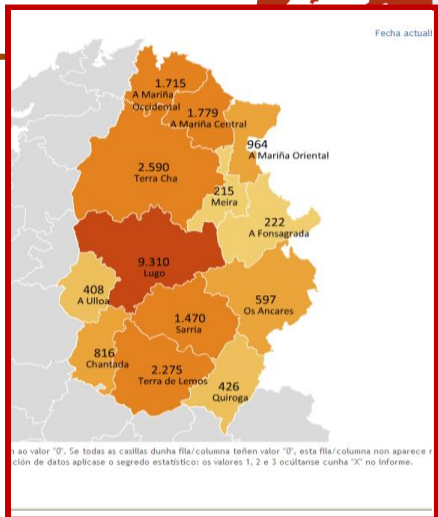 Fecha actuali
1.715
A Mariña
Occidental
1.779
A Mariña Central
964
A Mariña Oriental
2.590
Terra Cha
215
Meira
222
A Fonsagrada
9.310
Lugo
408
A Ulloa
597
Os Ancares
1.470
Sarria
816
Chantada
2.275
Terra de Lemos
426
Quiroga
ao valor "0". Se todas as casillas dunha fila/columna teñen valor "0", esta fila/columna non aparece
ción de datos aplícase o segredo estatístico: os valores 1, 2 e 3 ocúltanse cunha "X" no informe.